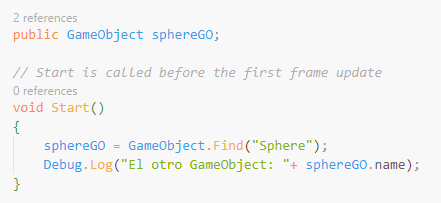 2 references
public GameObject sphereGO;
// Start is called before the first frame update
0 references
void Start()
{
sphereGO = GameObject.Find("Sphere");
Debug.Log("El otro GameObject: "+ sphereGO.name);
}